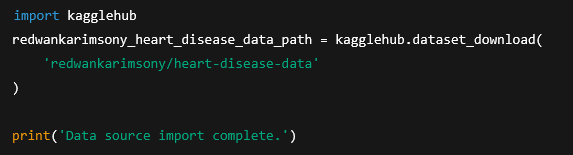 import kagglehub
redwankarimsony_heart_disease_data_path = kagglehub.dataset_download(
    'redwankarimsony/heart-disease-data'
)
print('Data source import complete.')